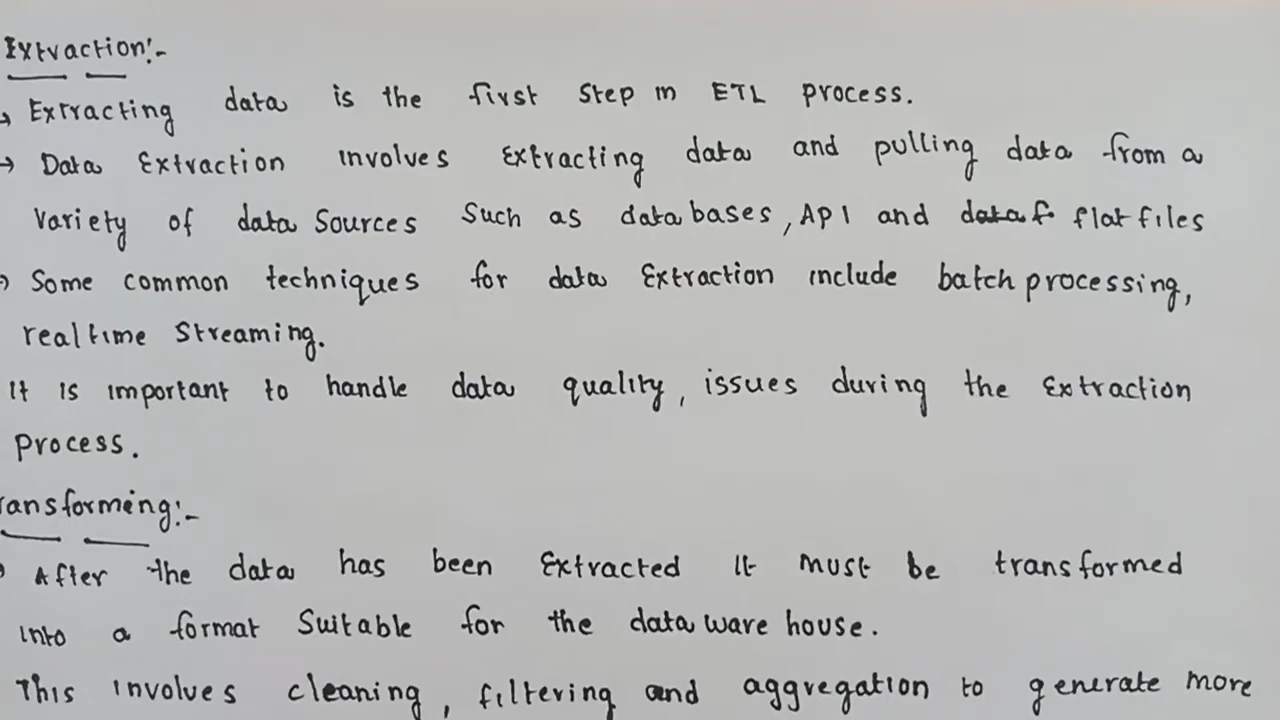 Extraction:-
→ Extracting data is the first step in ETL process.
→ Data Extraction involves extracting data and pulling data from a
Variety of data Sources Such as databases, API and flat files
→ Some common techniques for data Extraction include batch processing,
real time Streaming.
It is important to handle data quality, issues during the Extraction
process.
ransforming:-
→ After the data has been Extracted It must be transformed
into a format Suitable for the data ware house.
This involves cleaning, filtering and aggregation to generate more